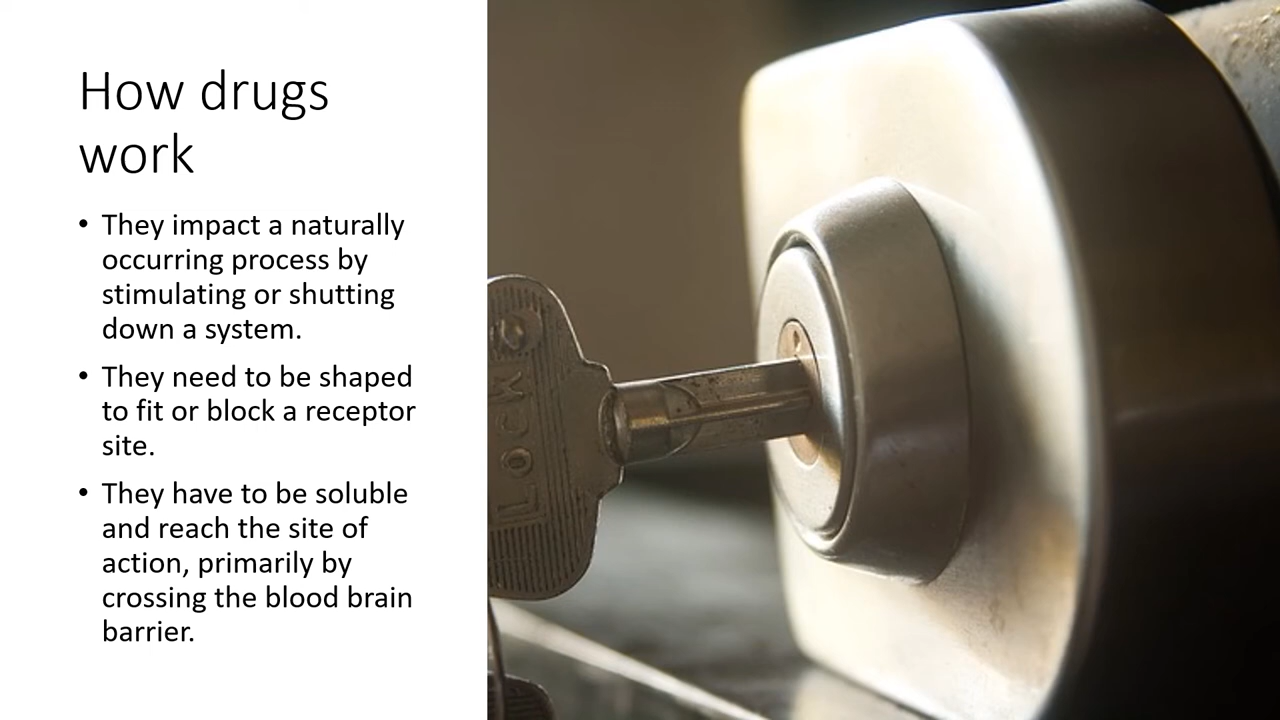 How drugs
work
• They impact a naturally
occurring process by
stimulating or shutting
down a system.
• They need to be shaped
to fit or block a receptor
site.
• They have to be soluble
and reach the site of
action, primarily by
crossing the blood brain
barrier.
LOCK